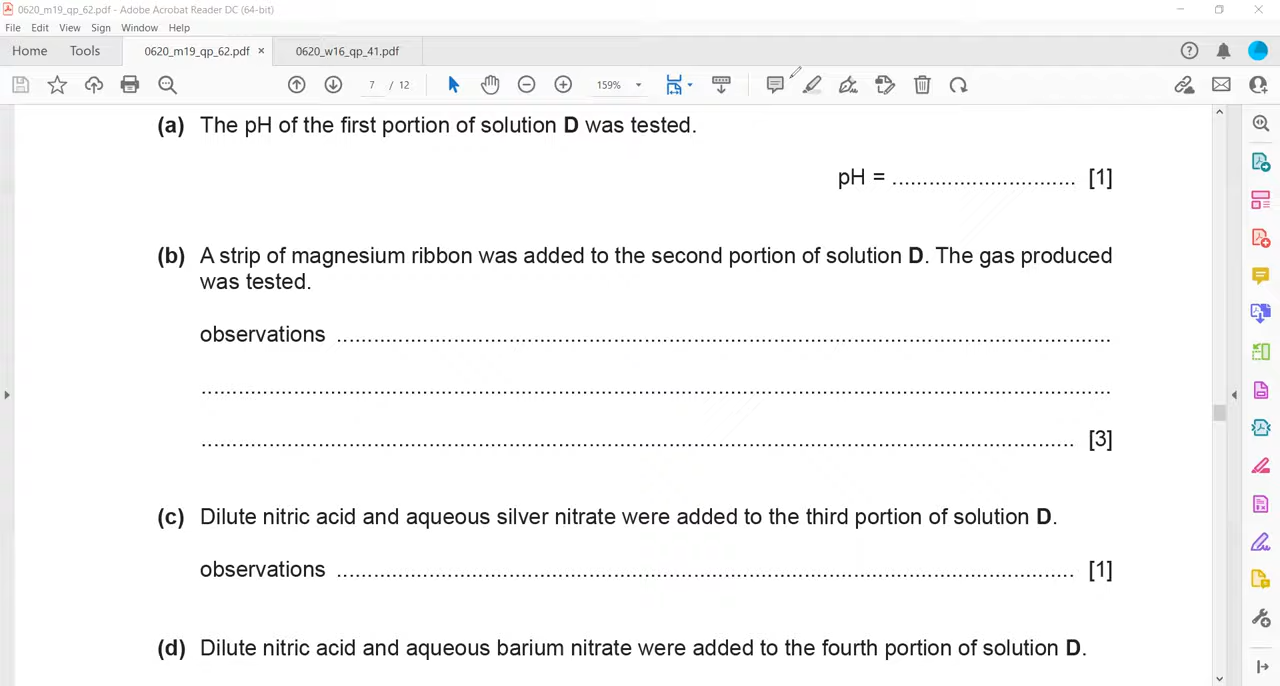 0620_m19_qp_62.pdf - Adobe Acrobat Reader DC (64-bit)
File Edit View Sign Window Help
Home Tools 0620_m19_qp_62.pdf × 0620_w16_qp_41.pdf
7 / 12 159%
(a) The pH of the first portion of solution D was tested.
pH = .............................. [1]
(b) A strip of magnesium ribbon was added to the second portion of solution D. The gas produced
was tested.
observations ................................................................................................................................
................................................................................................................................................
.......................................................................................................................................... [3]
(c) Dilute nitric acid and aqueous silver nitrate were added to the third portion of solution D.
observations .......................................................................................................................... [1]
(d) Dilute nitric acid and aqueous barium nitrate were added to the fourth portion of solution D.